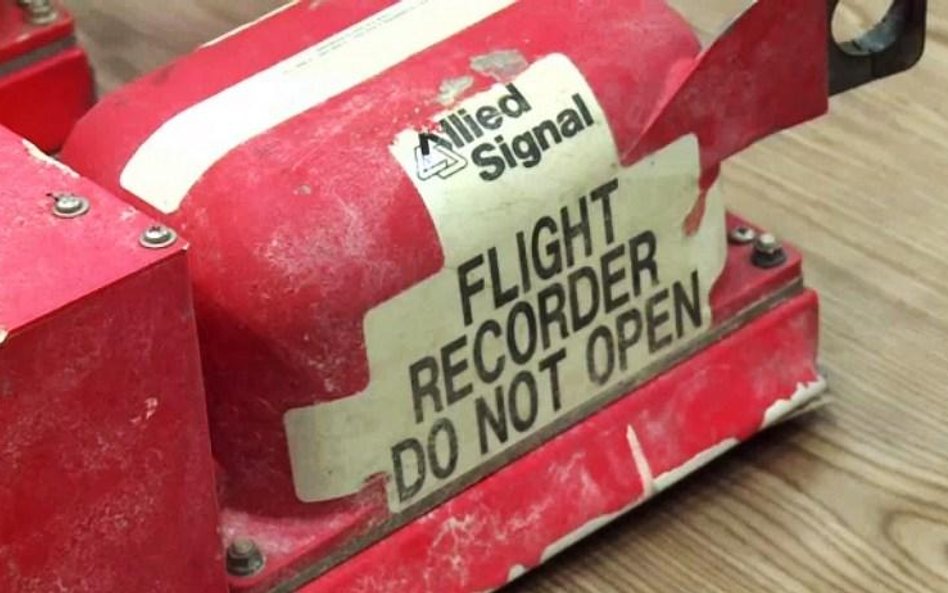 Allied
Signal
FLIGHT
RECORDER
DO NOT OPEN